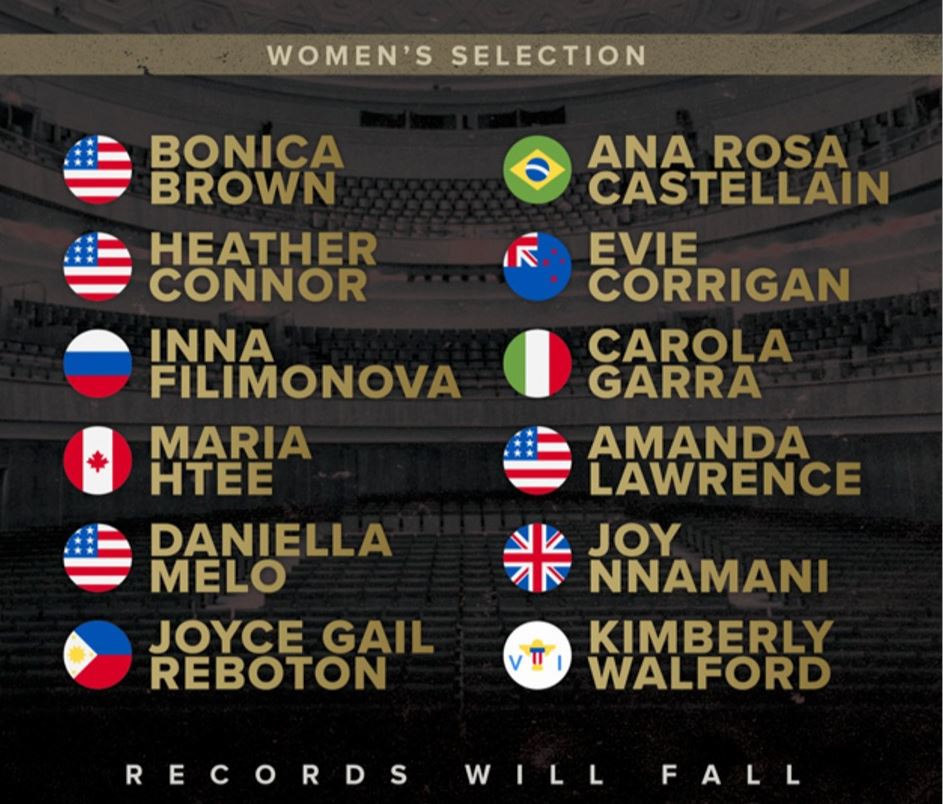 WOMEN'S SELECTION
BONICA
BROWN
HEATHER
CONNOR
INNA
FILIMONOVA
MARIA
HTEE
DANIELLA
MELO
JOYCE GAIL
REBOTON
ANA ROSA
CASTELLAIN
EVIE
CORRIGAN
CAROLA
GARRA
AMANDA
LAWRENCE
JOY
NNAMANI
V I
KIMBERLY
WALFORD
RECORDS WILL FALL